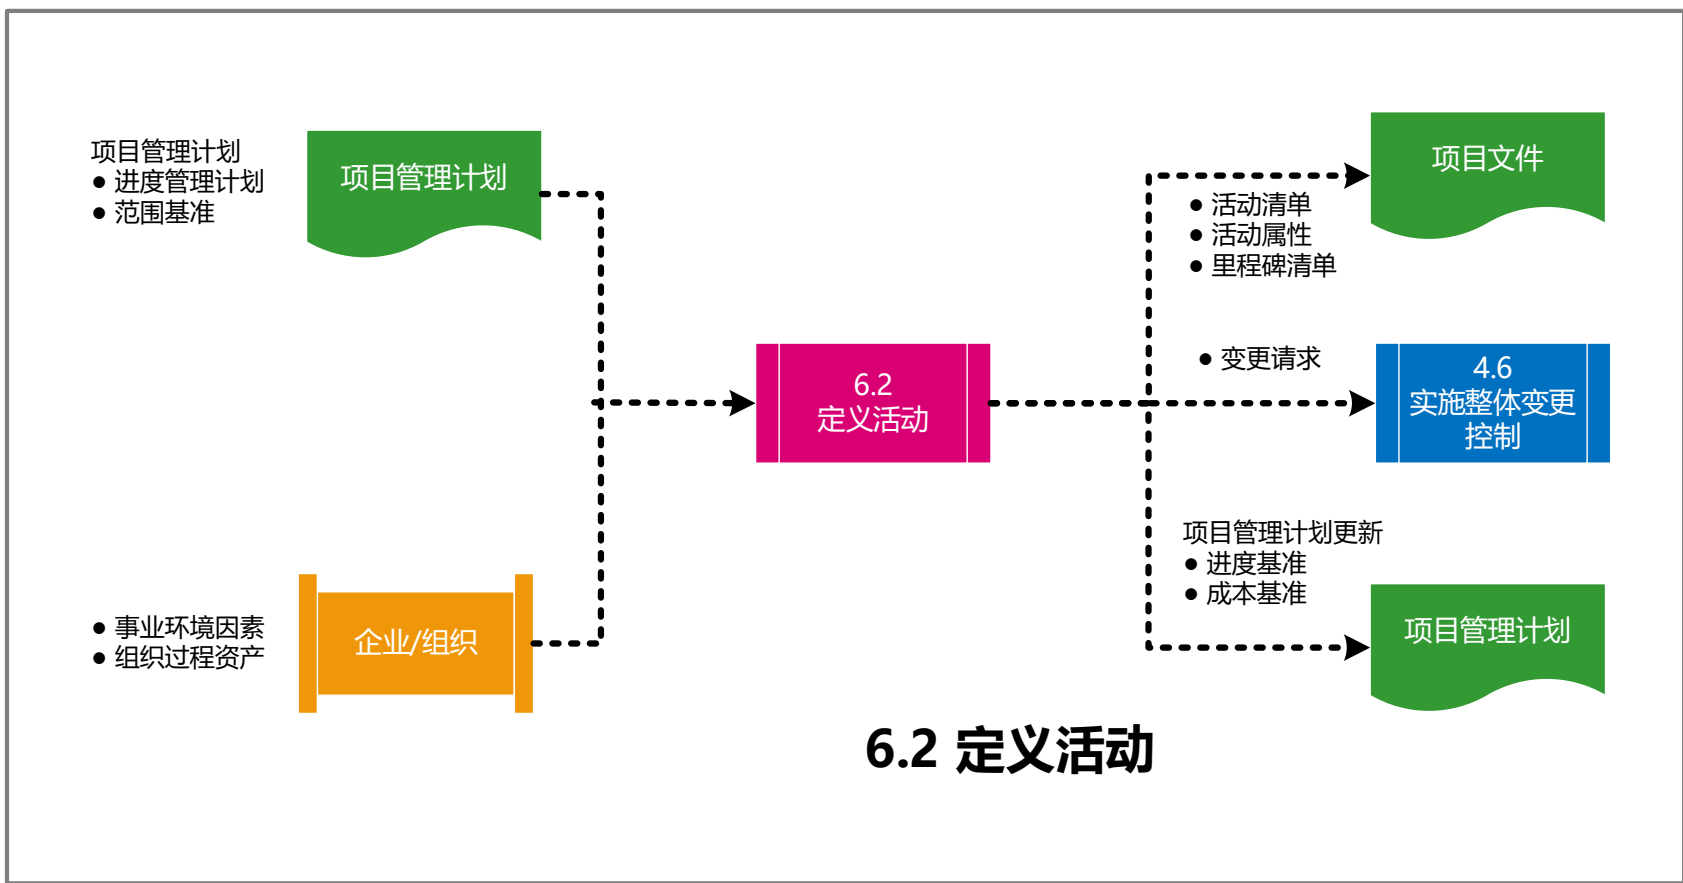 项目管理计划
● 进度管理计划
● 范围基准
项目管理计划
● 事业环境因素
● 组织过程资产
企业/组织
6.2
定义活动
项目文件
● 活动清单
● 活动属性
● 里程碑清单
● 变更请求
4.6
实施整体变更
控制
项目管理计划更新
● 进度基准
● 成本基准
项目管理计划
6.2 定义活动